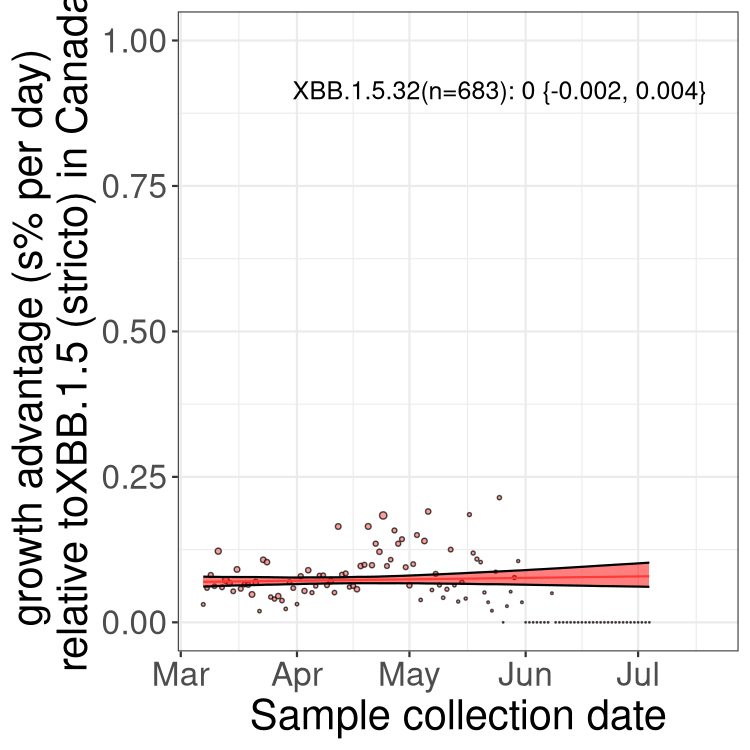 growth advantage (s% per day)
relative toXBB.1.5 (stricto) in Canada
1.00
0.75
0.50
0.25
0.00
XBB.1.5.32(n=683): 0 {-0.002, 0.004}
Mar Apr May Jun Jul
Sample collection date